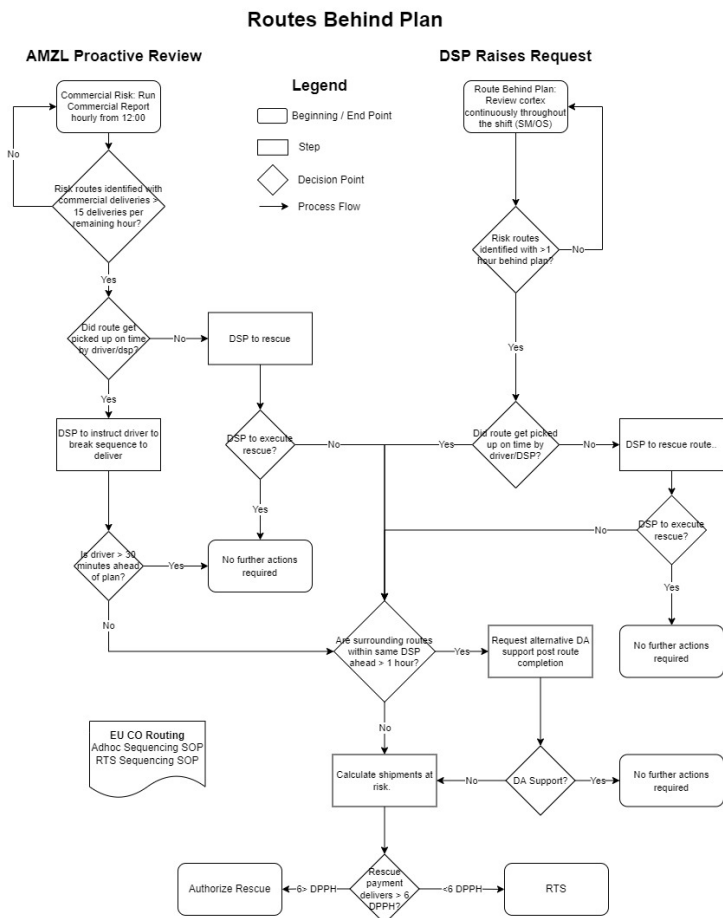 Routes Behind Plan
AMZL Proactive Review
DSP Raises Request
Legend
Beginning / End Point
Step
Decision Point
Process Flow
Commercial Risk: Run
Commercial Report
hourly from 12:00
No
Risk routes identified with
commercial deliveries >
15 deliveries per
remaining hour?
Yes
Did route get
picked up on time
by driver/dsp?
No
DSP to rescue
Yes
DSP to instruct driver to
break sequence to
deliver
DSP to execute
rescue?
No
Yes
Is driver > 30
minutes ahead
of plan?
Yes
No further actions
required
No
Route Behind Plan:
Review cortex
continuously throughout
the shift (SM/OS)
Risk routes
identified with >1
hour behind plan?
No
Yes
Did route get picked
up on time by
driver/DSP?
Yes
No
DSP to rescue route..
DSP to execute
rescue?
No
Yes
No further actions
required
Are surrounding routes
within same DSP
ahead > 1 hour?
Yes
Request alternative DA
support post route
completion
No
DA Support?
No
Yes
No further actions
required
Calculate shipments at
risk.
EU CO Routing
Adhoc Sequencing SOP
RTS Sequencing SOP
Rescue
payment
delivers > 6
DPPH?
6> DPPH
Authorize Rescue
<6 DPPH
RTS